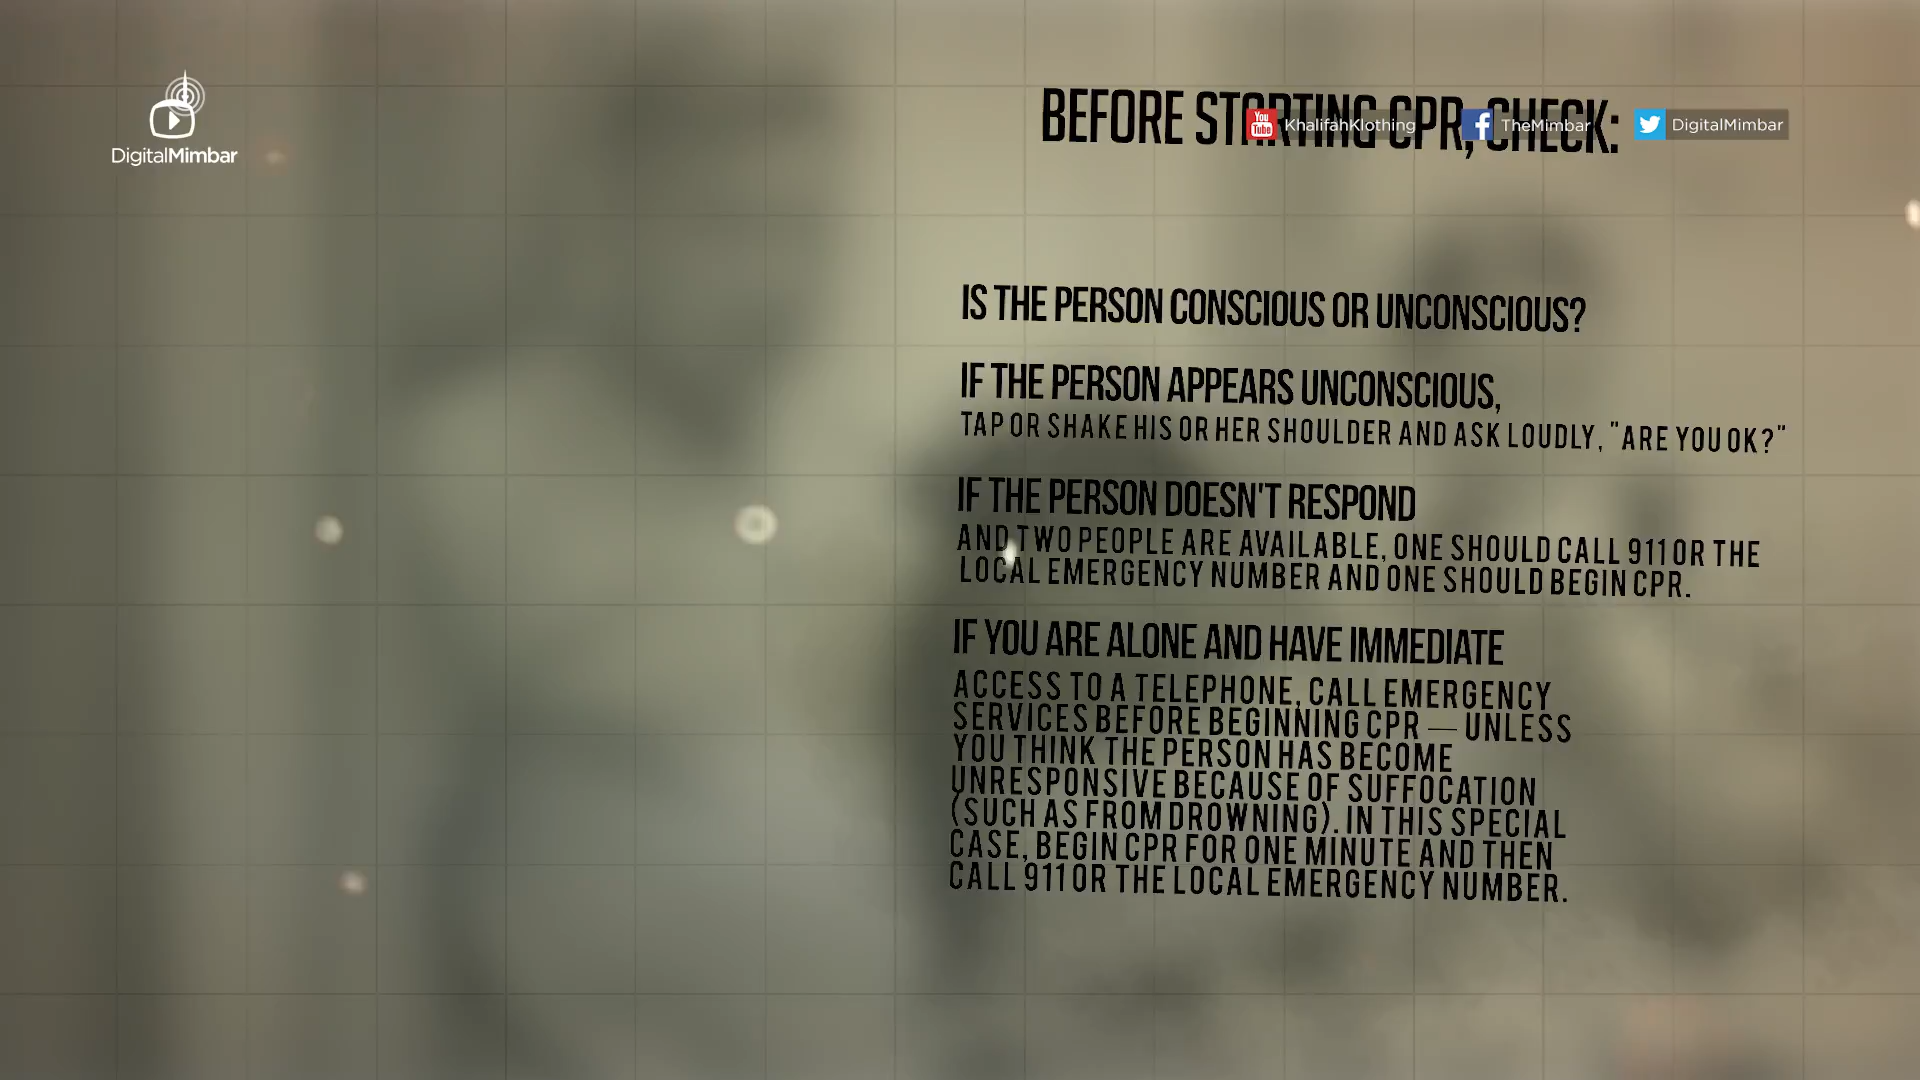 DigitalMimbar
BEFORE STARTING CPR, CHECK:
KhalifahKlothing
TheMimbar
DigitalMimbar
IS THE PERSON CONSCIOUS OR UNCONSCIOUS?
IF THE PERSON APPEARS UNCONSCIOUS,
TAP OR SHAKE HIS OR HER SHOULDER AND ASK LOUDLY, "ARE YOU OK?"
IF THE PERSON DOESN'T RESPOND
AND TWO PEOPLE ARE AVAILABLE, ONE SHOULD CALL 911 OR THE
LOCAL EMERGENCY NUMBER AND ONE SHOULD BEGIN CPR.
IF YOU ARE ALONE AND HAVE IMMEDIATE
ACCESS TO A TELEPHONE, CALL EMERGENCY
SERVICES BEFORE BEGINNING CPR — UNLESS
YOU THINK THE PERSON HAS BECOME
UNRESPONSIVE BECAUSE OF SUFFOCATION
(SUCH AS FROM DROWNING). IN THIS SPECIAL
CASE, BEGIN CPR FOR ONE MINUTE AND THEN
CALL 911 OR THE LOCAL EMERGENCY NUMBER.